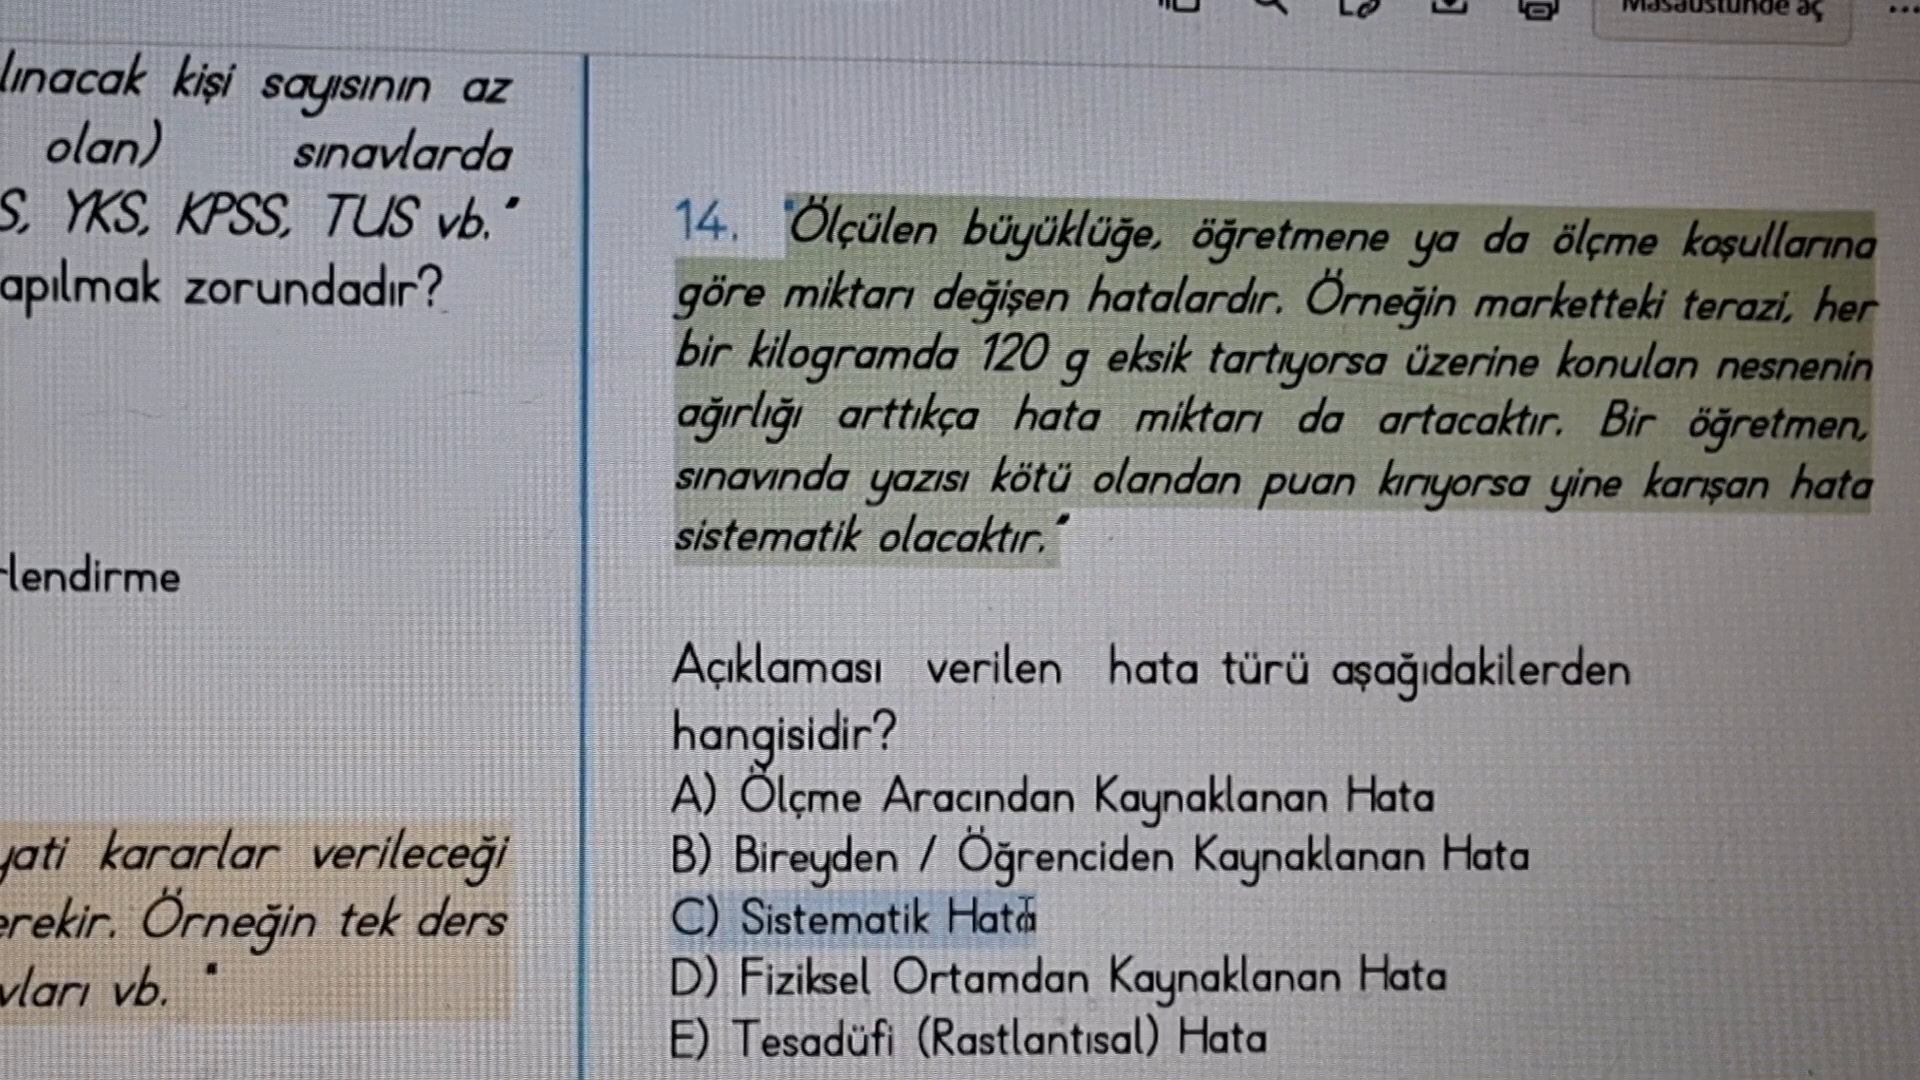 Masaüstünde aç
lınacak kişi sayısının az
olan) sınavlarda
S, YKS, KPSS, TUS vb."
apılmak zorundadır?
rlendirme
yati kararlar verileceği
erekir. Örneğin tek ders
vları vb. "
14. "Ölçülen büyüklüğe, öğretmene ya da ölçme koşullarına
göre miktarı değişen hatalardır. Örneğin marketteki terazi, her
bir kilogramda 120 g eksik tartıyorsa üzerine konulan nesnenin
ağırlığı arttıkça hata miktarı da artacaktır. Bir öğretmen,
sınavında yazısı kötü olandan puan kırıyorsa yine karışan hata
sistematik olacaktır."
Açıklaması verilen hata türü aşağıdakilerden
hangisidir?
A) Ölçme Aracından Kaynaklanan Hata
B) Bireyden / Öğrenciden Kaynaklanan Hata
C) Sistematik Hata
D) Fiziksel Ortamdan Kaynaklanan Hata
E) Tesadüfi (Rastlantısal) Hata